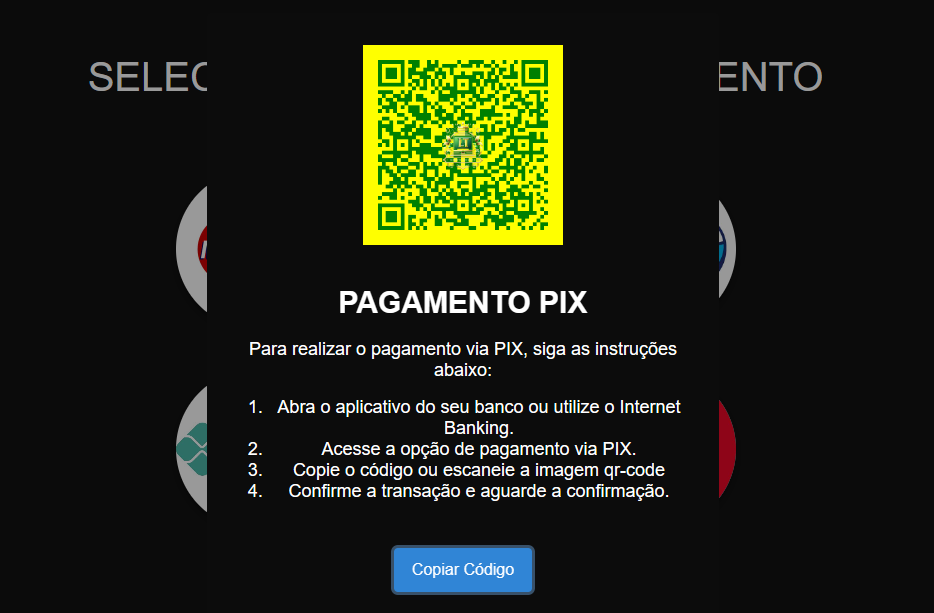 SELEC
ENTO
PAGAMENTO PIX
Para realizar o pagamento via PIX, siga as instruções
abaixo:
1. Abra o aplicativo do seu banco ou utilize o Internet
Banking.
2. Acesse a opção de pagamento via PIX.
3. Copie o código ou escaneie a imagem qr-code
4. Confirme a transação e aguarde a confirmação.
Copiar Código